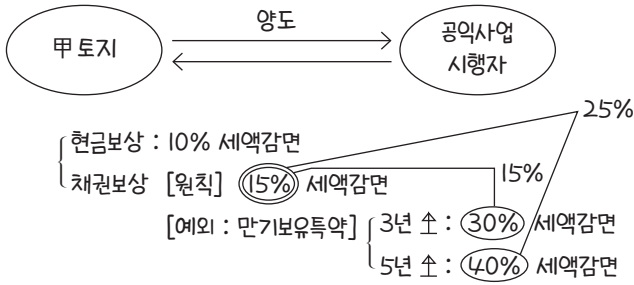 양도
甲 토지
공익사업
시행자
25%
현금보상 : 10% 세액감면
채권보상 [원칙] 15% 세액감면
15%
[예외 : 만기보유특약] 3년 ↑ : 30% 세액감면
5년 ↑ : 40% 세액감면